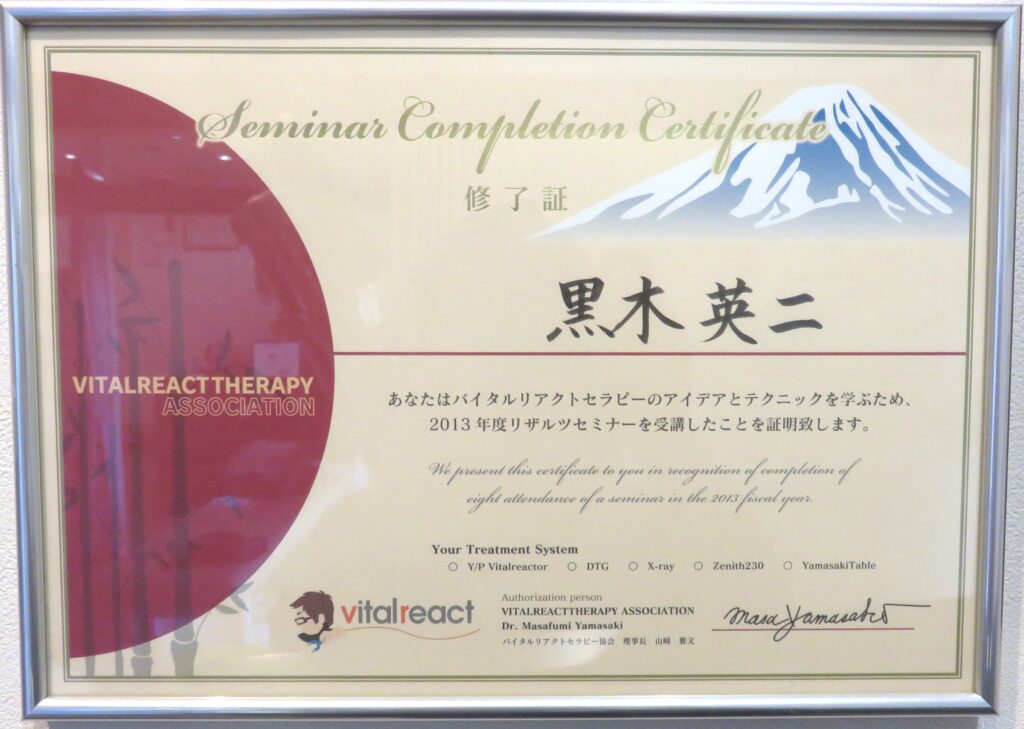 Seminar Completion Certificate
修了証
黒木 英二
VITALREACTTHERAPY
ASSOCIATION
あなたはバイタルリアクトセラピーのアイデアとテクニックを学ぶため、
2013年度リザルツセミナーを受講したことを証明致します。
We present this certificate to you in recognition of completion of
eight attendance of a seminar in the 2013 fiscal year.
Your Treatment System
○ Y/P Vitalreactor ○ DTG ○ X-ray ○ Zenith230 ○ YamasakiTable
vitalreact
Authorization person
VITALREACTTHERAPY ASSOCIATION
Dr. Masafumi Yamasaki
バイタルリアクトセラピー協会 理事長 山崎 雅文
Masa Yamasaki